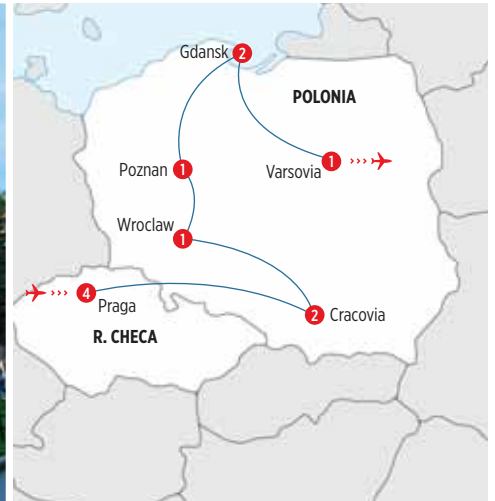 Gdansk 2
POLONIA
Poznan 1
Varsovia 1
Wroclaw
1
4
Praga
2 Cracovia
R. CHECA